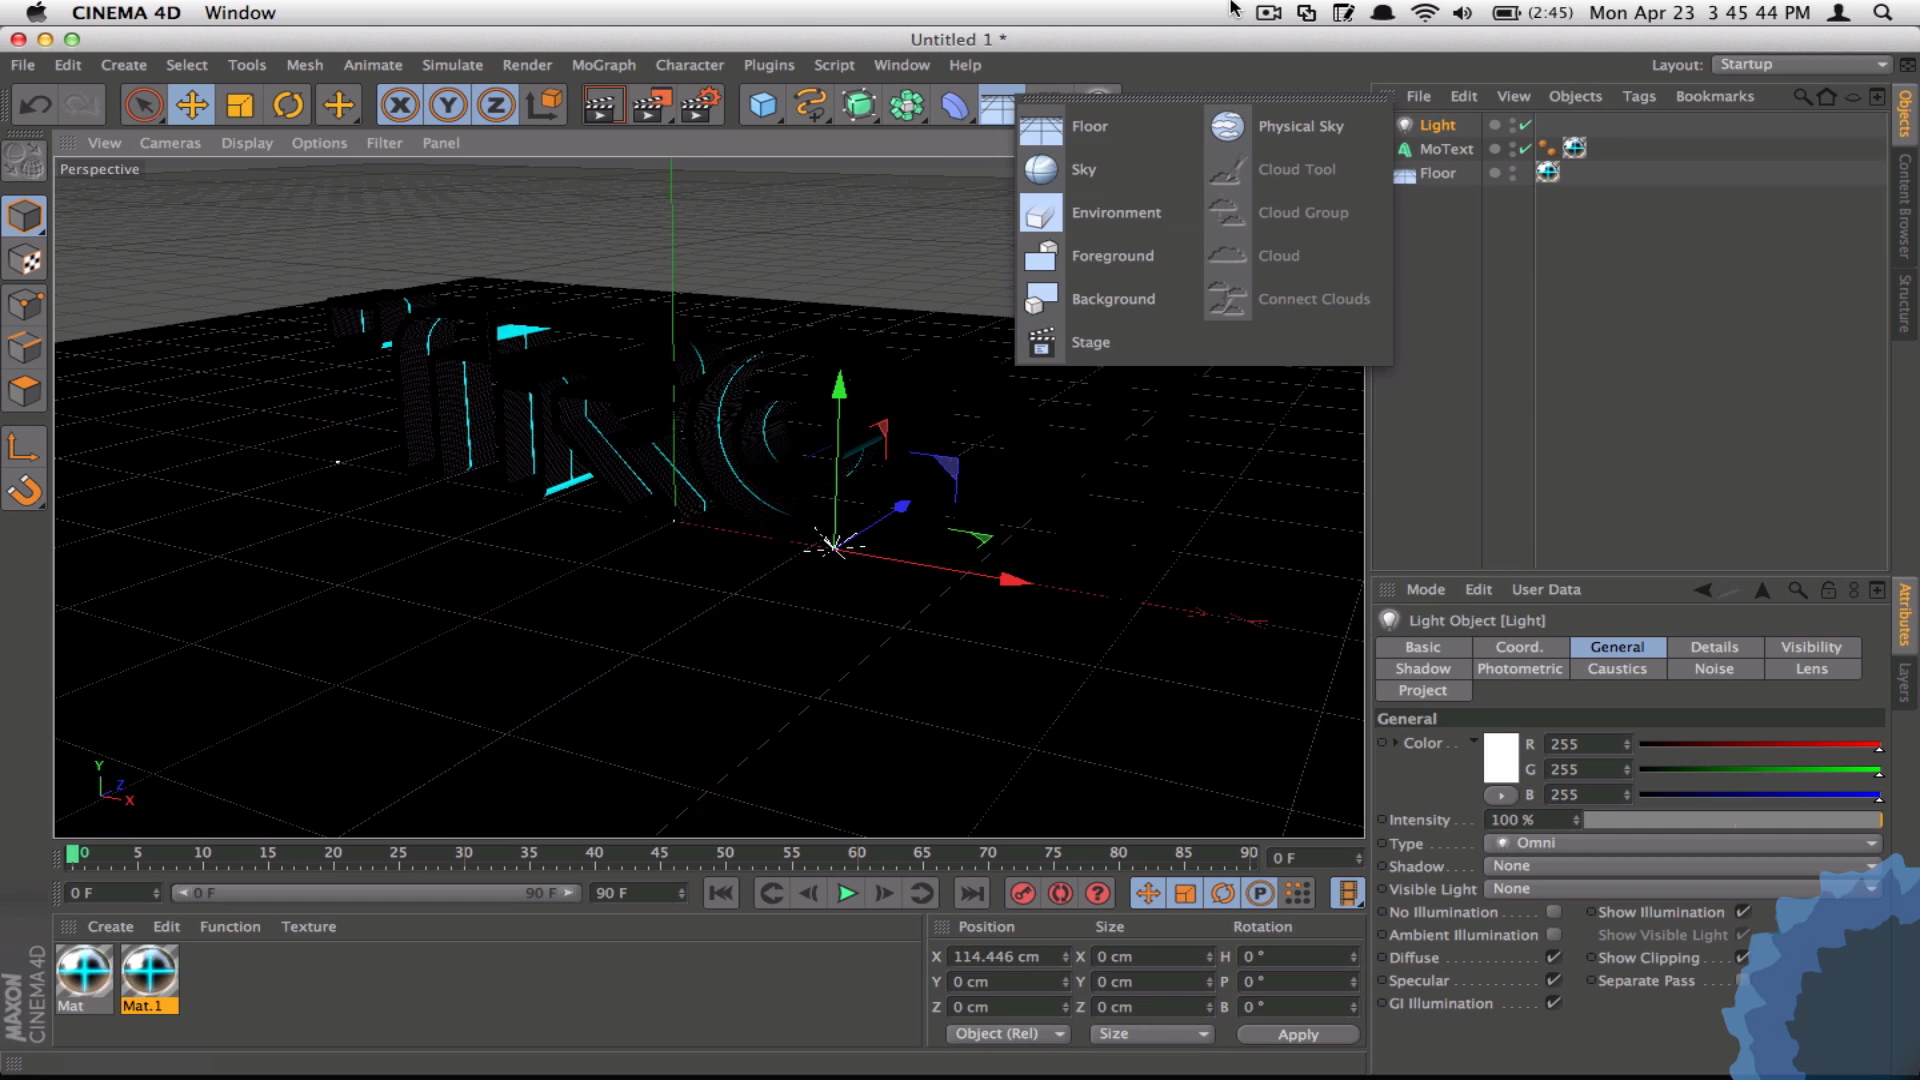 CINEMA 4D Window (2:45) Mon Apr 23 3 45 44 PM
Untitled 1 *
File Edit Create Select Tools Mesh Animate Simulate Render MoGraph Character Plugins Script Window Help Layout: Startup
X Y Z
File Edit View Objects Tags Bookmarks
View Cameras Display Options Filter Panel
Perspective
Floor Physical Sky
Sky Cloud Tool
Environment Cloud Group
Foreground Cloud
Background Connect Clouds
Stage
Light
MoText
Floor
Objects
Content Browser
Structure
Mode Edit User Data
Attributes
Layers
Light Object [Light]
Basic Coord. General Details Visibility
Shadow Photometric Caustics Noise Lens
Project
General
Color . . R 255
G 255
B 255
Intensity . . . 100 %
Type . . . . . . Omni
Shadow. . . . None
Visible Light None
No Illumination . . . . . Show Illumination
Ambient Illumination Show Visible Light
Diffuse . . . . . . . . . . . . Show Clipping . . .
Specular . . . . . . . . . . Separate Pass . . .
GI Illumination . . . . . .
Y
Z
X
0 5 10 15 20 25 30 35 40 45 50 55 60 65 70 75 80 85 90 0 F
0 F 0 F 90 F 90 F P
Create Edit Function Texture
Mat Mat.1
MAXON CINEMA 4D
Position Size Rotation
X 114.446 cm X 0 cm H 0 °
Y 0 cm Y 0 cm P 0 °
Z 0 cm Z 0 cm B 0 °
Object (Rel) Size Apply